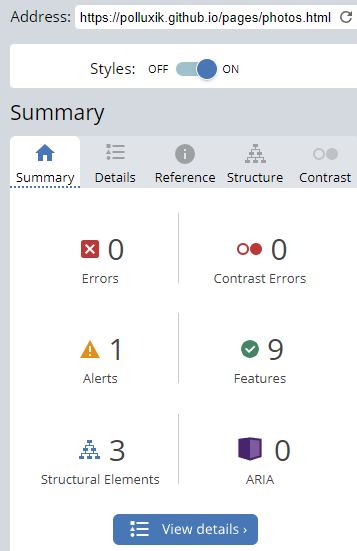 Address: https://polluxik.github.io/pages/photos.html
Styles: OFF ON
Summary
Summary Details Reference Structure Contrast
0 0
Errors Contrast Errors
1 9
Alerts Features
3 0
Structural Elements ARIA
View details ›